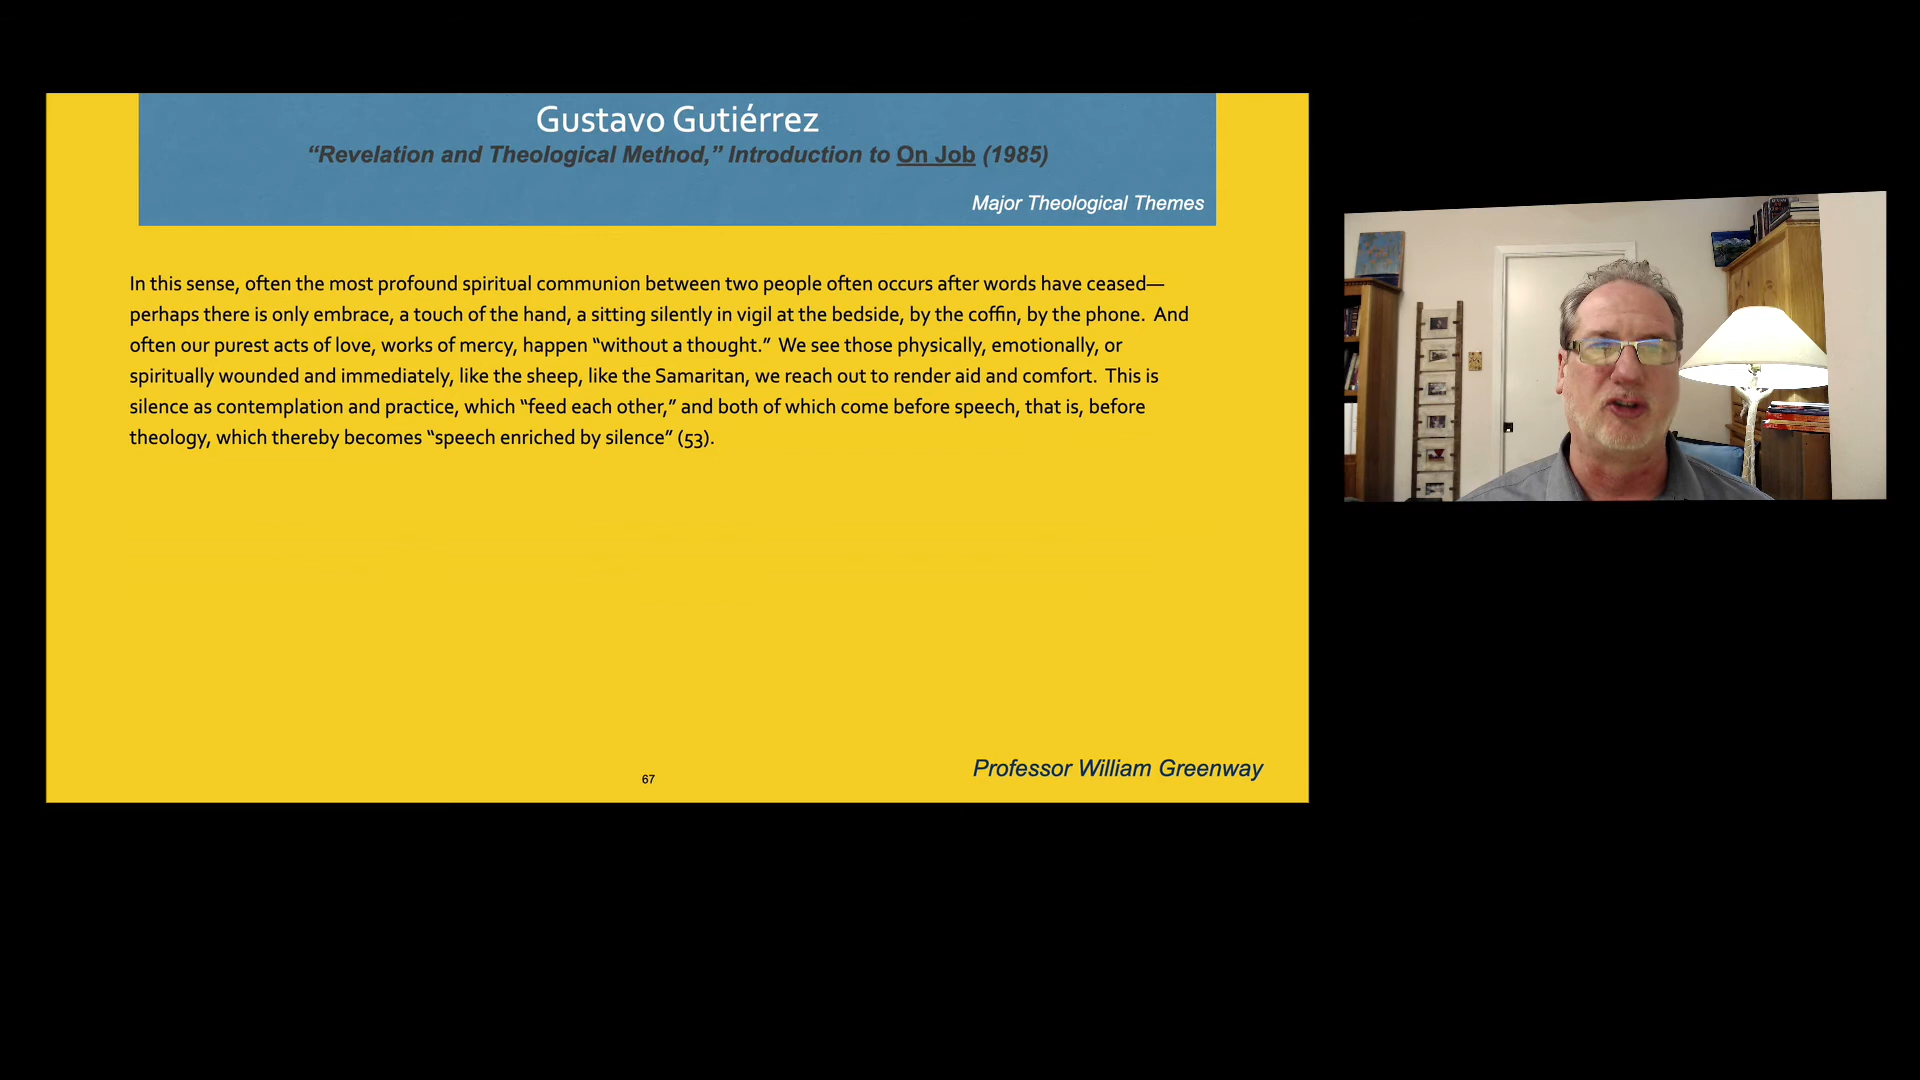 Gustavo Gutiérrez
“Revelation and Theological Method,” Introduction to On Job (1985)
Major Theological Themes
In this sense, often the most profound spiritual communion between two people often occurs after words have ceased—
perhaps there is only embrace, a touch of the hand, a sitting silently in vigil at the bedside, by the coffin, by the phone.  And
often our purest acts of love, works of mercy, happen “without a thought.”  We see those physically, emotionally, or
spiritually wounded and immediately, like the sheep, like the Samaritan, we reach out to render aid and comfort.  This is
silence as contemplation and practice, which “feed each other,” and both of which come before speech, that is, before
theology, which thereby becomes “speech enriched by silence” (53).
67
Professor William Greenway